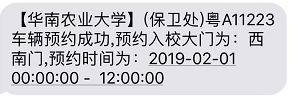 【华南农业大学】(保卫处)粤A11223
车辆预约成功,预约入校大门为：西
南门,预约时间为：2019-02-01
00:00:00 - 12:00:00